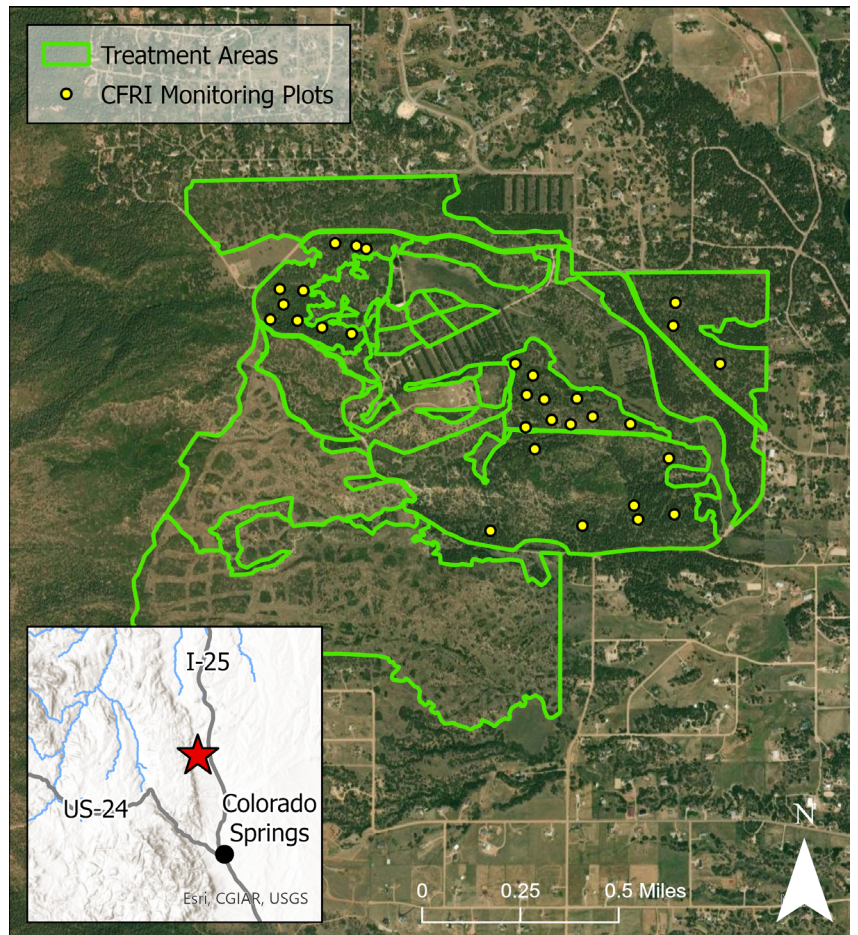 Treatment Areas
CFRI Monitoring Plots
I-25
US-24
Colorado
Springs
Esri, CGIAR, USGS
N
0 0.25 0.5 Miles